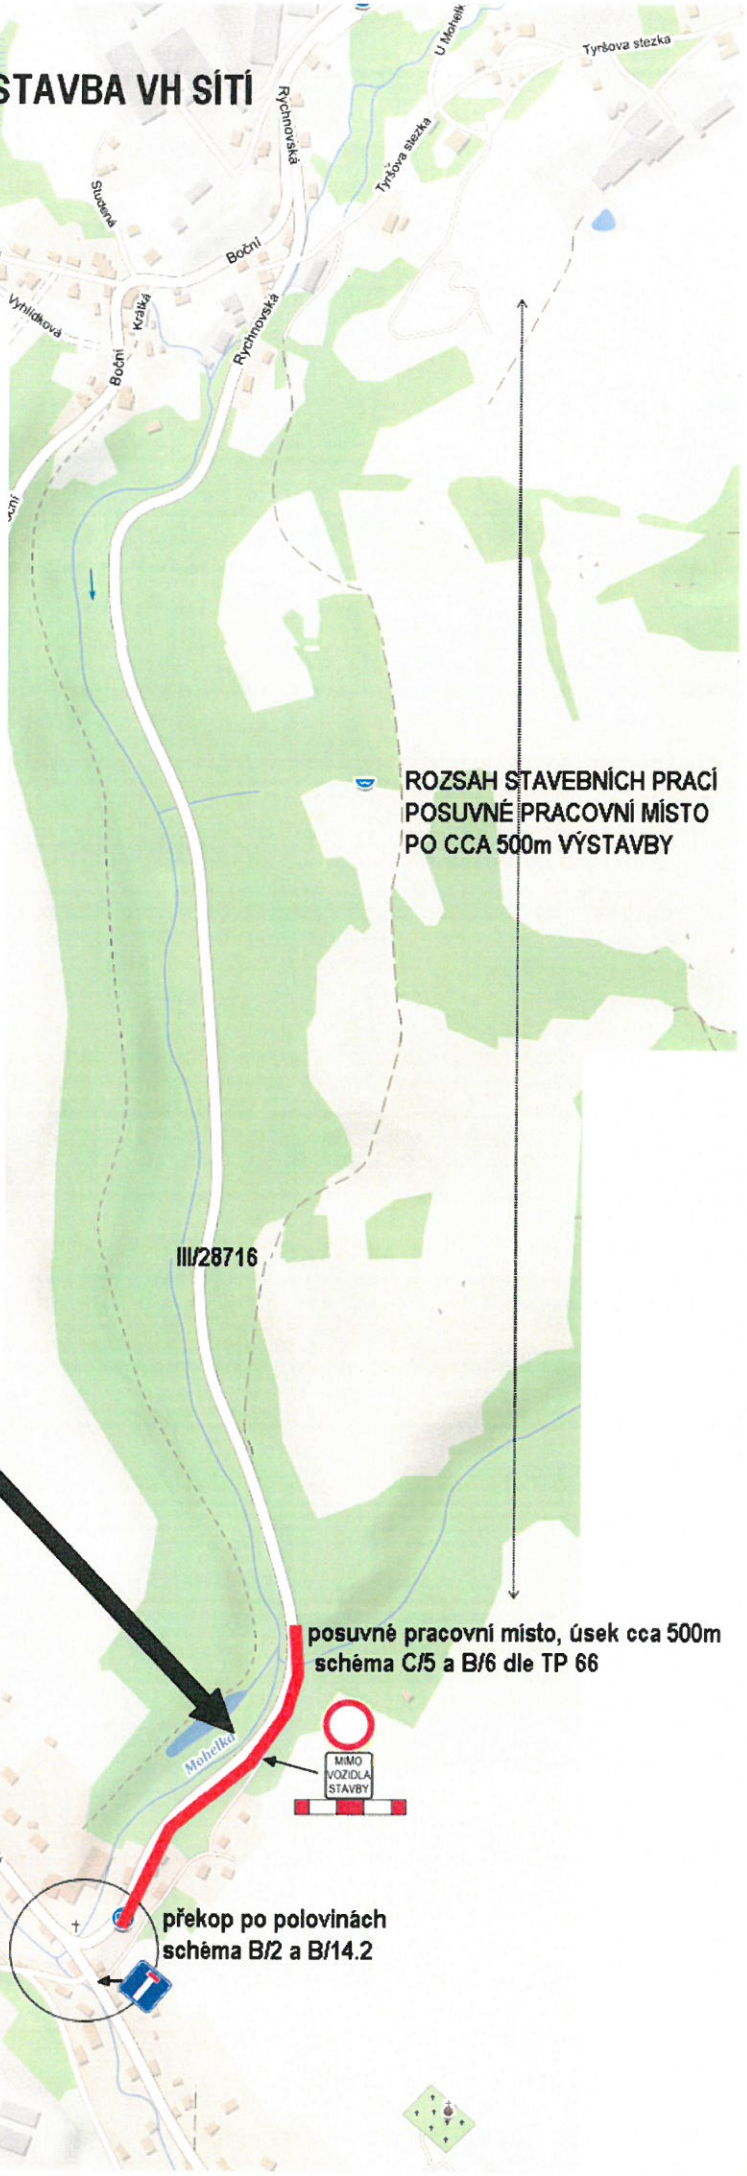 STAVBA VH SÍTÍ
U Mohelk
Tyršova stezka
Rychnovská
Tyršova stezka
Studená
Boční
Vyhlídková
Krátká
Rychnovská
Boční
oční
ROZSAH STAVEBNÍCH PRACÍ
POSUVNÉ PRACOVNÍ MÍSTO
PO CCA 500m VÝSTAVBY
III/28716
posuvné pracovní místo, úsek cca 500m
schéma C/5 a B/6 dle TP 66
MIMO
VOZIDLA
STAVBY
Mohelka
překop po polovinách
schéma B/2 a B/14.2